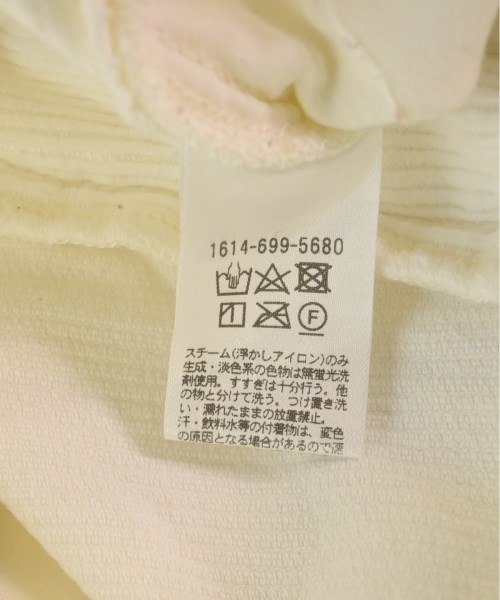 1614-699-5680
F
スチーム(浮かしアイロン)のみ
生成・淡色系の色物は無蛍光洗
剤使用。すすぎは十分行う。他
の物と分けて洗う。つけ置き洗
い・濡れたままの放置禁止。
汗・飲料水等の付着物は、変色
の原因となる場合があるので速